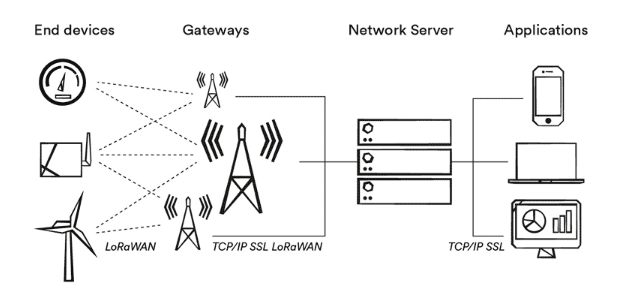 End devices
Gateways
Network Server
Applications
LoRaWAN
TCP/IP SSL LoRaWAN
TCP/IP SSL